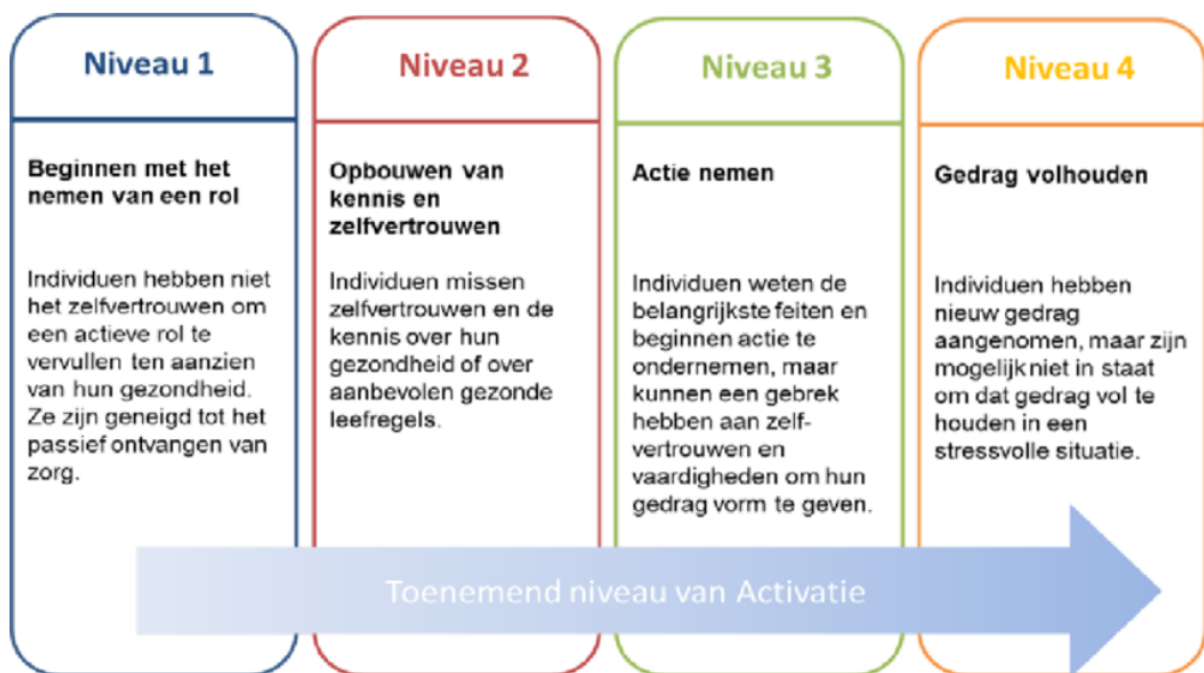 Niveau 1
Beginnen met het
nemen van een rol
Individuen hebben niet
het zelfvertrouwen om
een actieve rol te
vervullen ten aanzien
van hun gezondheid.
Ze zijn geneigd tot het
passief ontvangen van
zorg.
Niveau 2
Opbouwen van
kennis en
zelfvertrouwen
Individuen missen
zelfvertrouwen en de
kennis over hun
gezondheid of over
aanbevolen gezonde
leefregels.
Niveau 3
Actie nemen
Individuen weten de
belangrijkste feiten en
beginnen actie te
ondernemen, maar
kunnen een gebrek
hebben aan zelf-
vertrouwen en
vaardigheden om hun
gedrag vorm te geven.
Niveau 4
Gedrag volhouden
Individuen hebben
nieuw gedrag
aangenomen, maar zijn
mogelijk niet in staat
om dat gedrag vol te
houden in een
stressvolle situatie.
Toenemend niveau van Activatie